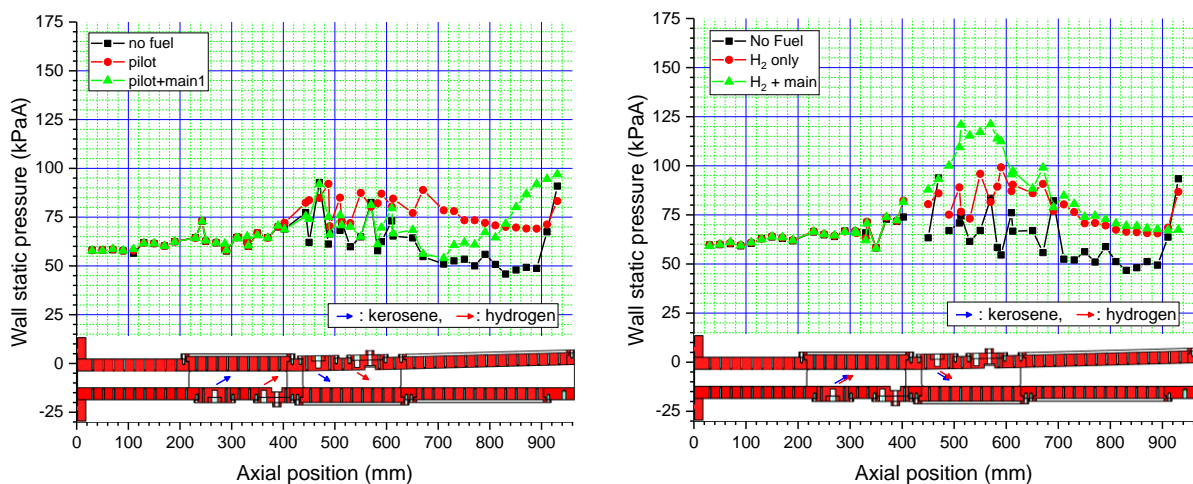 175
150
125
100
75
50
25
0
-25
Wall static pressure (kPaA)
no fuel
pilot
pilot+main1
: kerosene, : hydrogen
0 100 200 300 400 500 600 700 800 900
Axial position (mm)
175
150
125
100
75
50
25
0
-25
Wall static pressure (kPaA)
No Fuel
H₂ only
H₂ + main
: kerosene, : hydrogen
0 100 200 300 400 500 600 700 800 900
Axial position (mm)